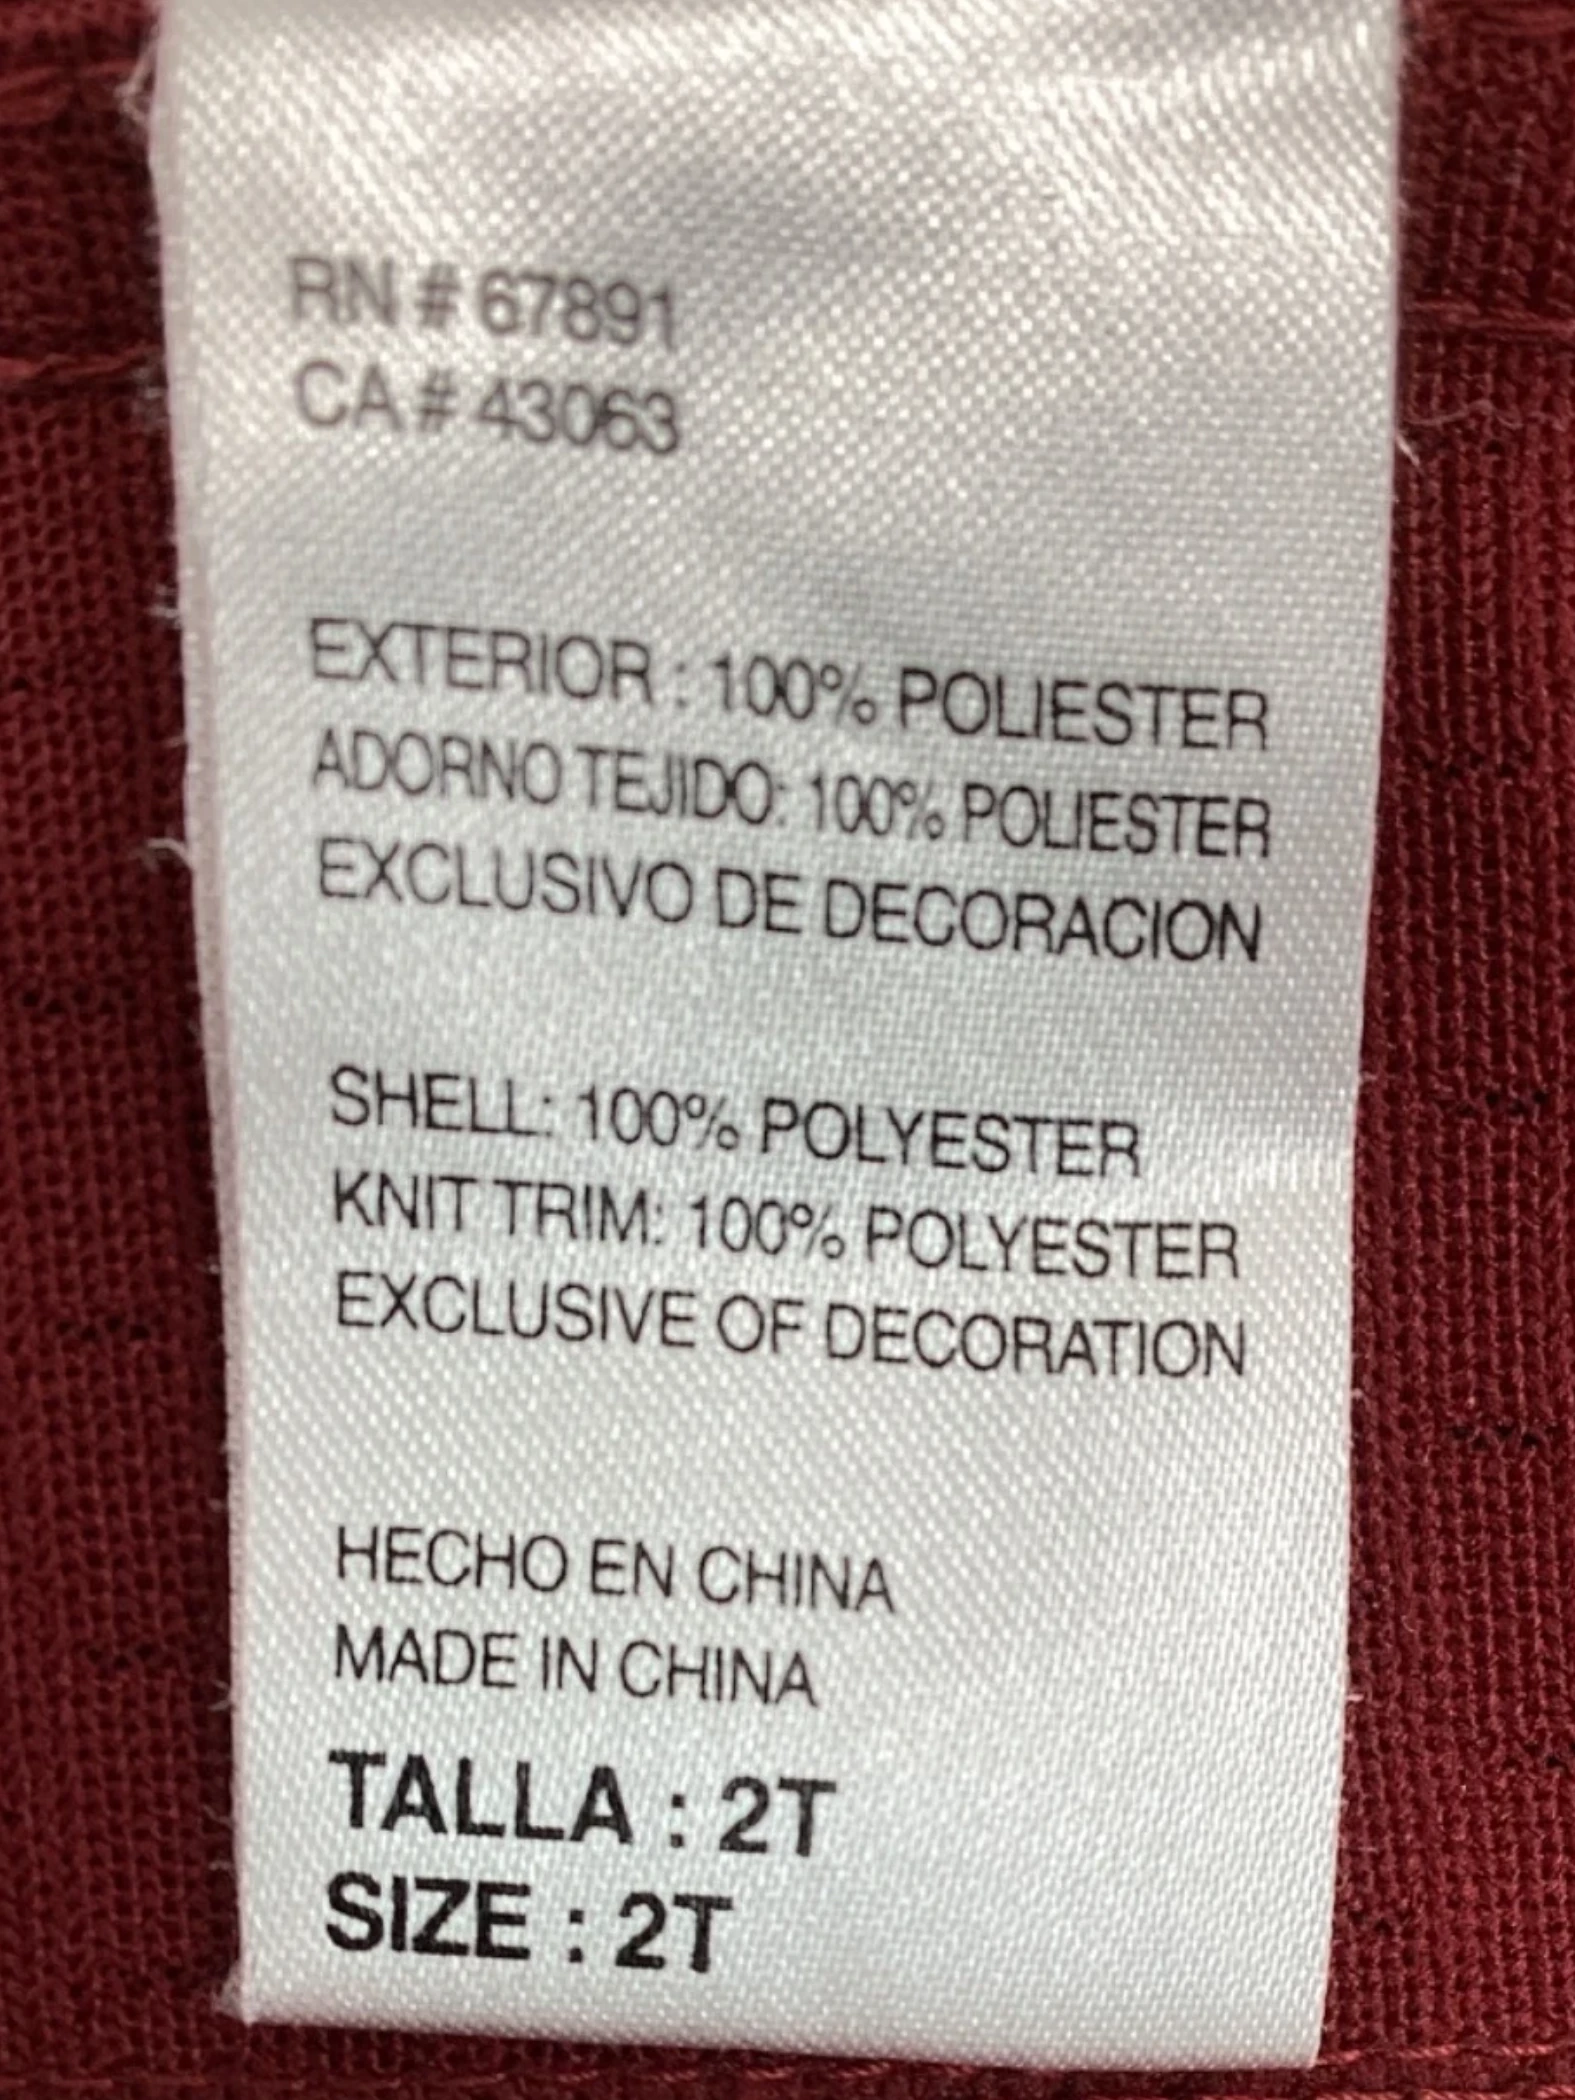 RN # 67891
CA # 43063
EXTERIOR : 100% POLIESTER
ADORNO TEJIDO: 100% POLIESTER
EXCLUSIVO DE DECORACION
SHELL: 100% POLYESTER
KNIT TRIM: 100% POLYESTER
EXCLUSIVE OF DECORATION
HECHO EN CHINA
MADE IN CHINA
TALLA : 2T
SIZE : 2T